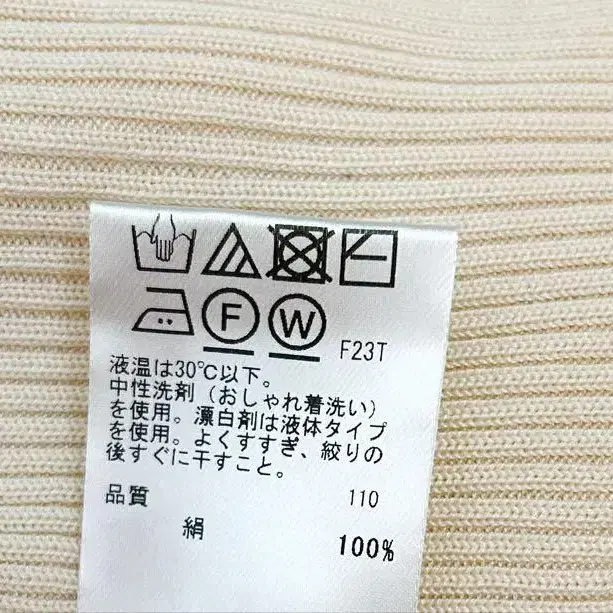 F W F23T
液温は30℃以下。
中性洗剤（おしゃれ着洗い）
を使用。漂白剤は液体タイプ
を使用。よくすすぎ、絞りの
後すぐに干すこと。
品質 110
絹 100%